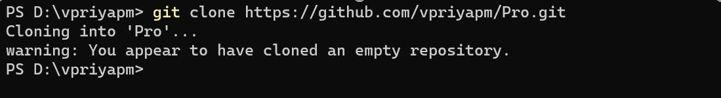 PS D:\vpriyapm> git clone https://github.com/vpriyapm/Pro.git
Cloning into 'Pro'...
warning: You appear to have cloned an empty repository.
PS D:\vpriyapm>